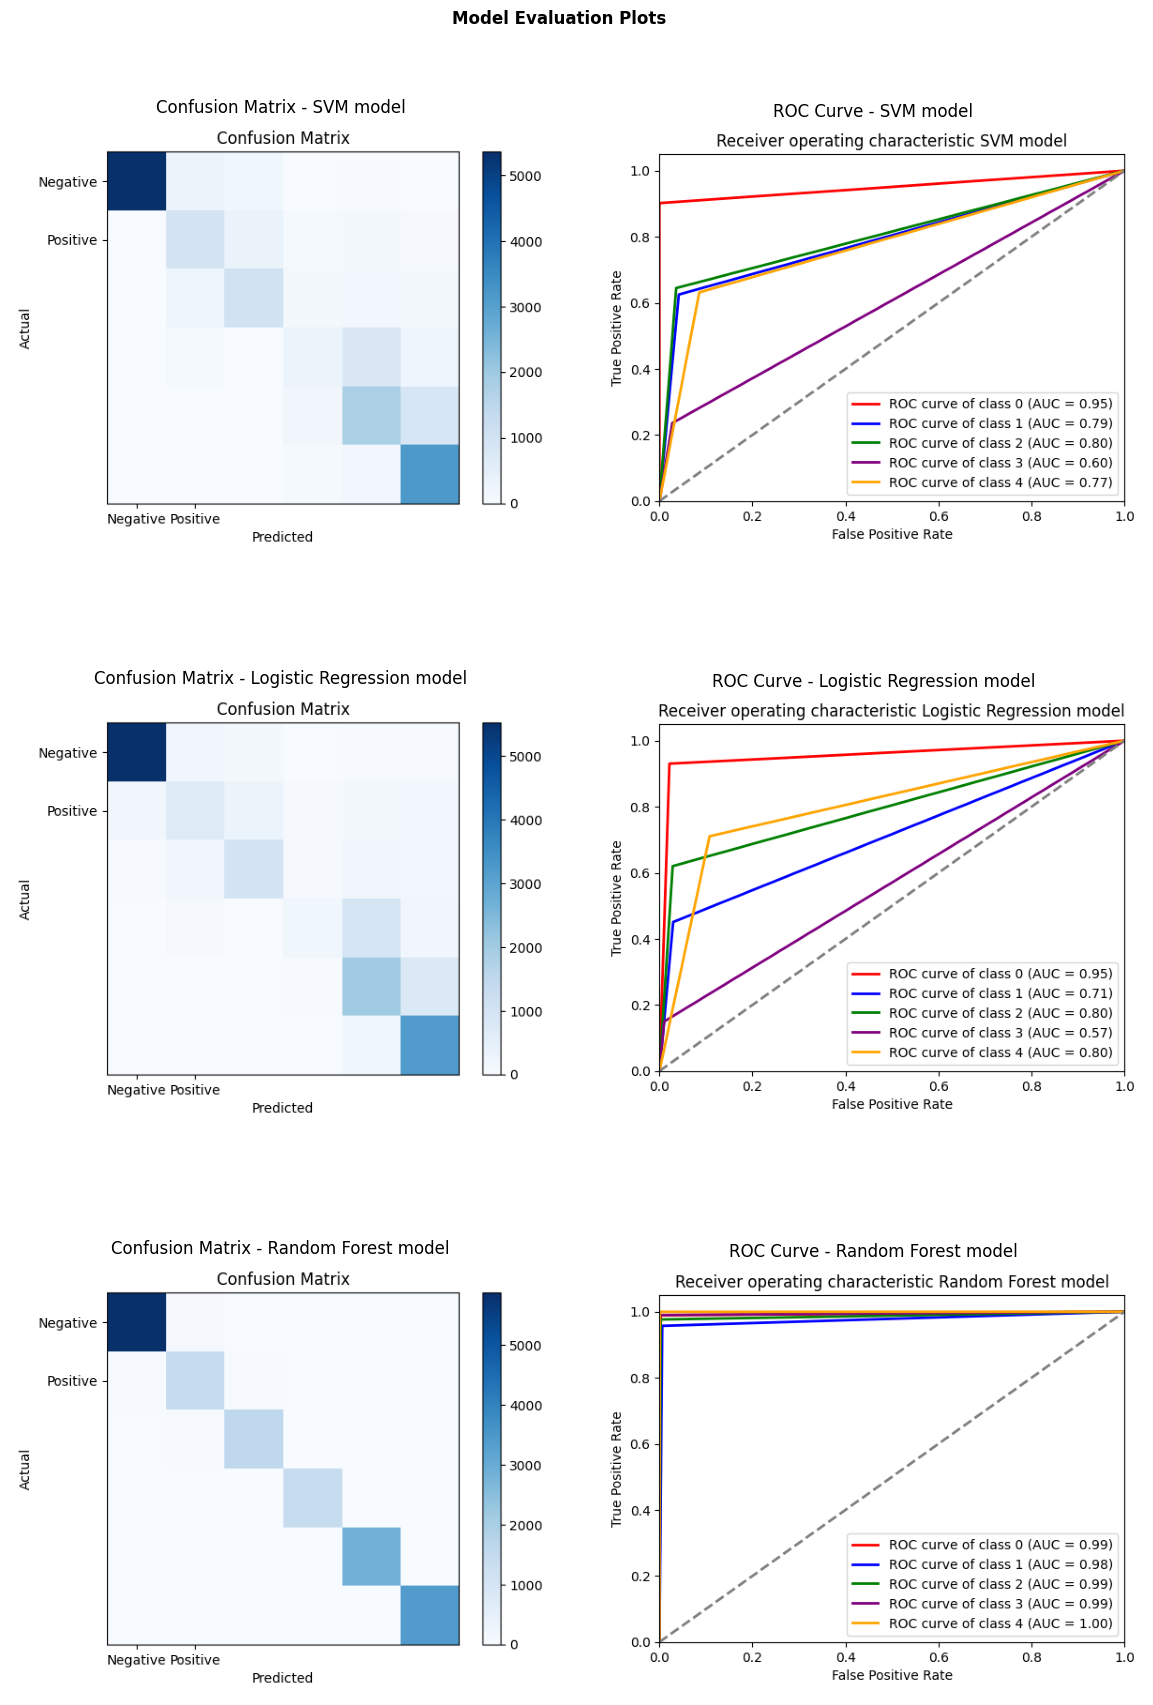 Model Evaluation Plots
Confusion Matrix - SVM model
Confusion Matrix
Negative
Positive
Actual
Negative Positive
Predicted
5000
4000
3000
2000
1000
0
ROC Curve - SVM model
Receiver operating characteristic SVM model
True Positive Rate
1.0
0.8
0.6
0.4
0.2
0.0
ROC curve of class 0 (AUC = 0.95)
ROC curve of class 1 (AUC = 0.79)
ROC curve of class 2 (AUC = 0.80)
ROC curve of class 3 (AUC = 0.60)
ROC curve of class 4 (AUC = 0.77)
0.0 0.2 0.4 0.6 0.8 1.0
False Positive Rate
Confusion Matrix - Logistic Regression model
Confusion Matrix
Negative
Positive
Actual
Negative Positive
Predicted
5000
4000
3000
2000
1000
0
ROC Curve - Logistic Regression model
Receiver operating characteristic Logistic Regression model
True Positive Rate
1.0
0.8
0.6
0.4
0.2
0.0
ROC curve of class 0 (AUC = 0.95)
ROC curve of class 1 (AUC = 0.71)
ROC curve of class 2 (AUC = 0.80)
ROC curve of class 3 (AUC = 0.57)
ROC curve of class 4 (AUC = 0.80)
0.0 0.2 0.4 0.6 0.8 1.0
False Positive Rate
Confusion Matrix - Random Forest model
Confusion Matrix
Negative
Positive
Actual
Negative Positive
Predicted
5000
4000
3000
2000
1000
0
ROC Curve - Random Forest model
Receiver operating characteristic Random Forest model
True Positive Rate
1.0
0.8
0.6
0.4
0.2
0.0
ROC curve of class 0 (AUC = 0.99)
ROC curve of class 1 (AUC = 0.98)
ROC curve of class 2 (AUC = 0.99)
ROC curve of class 3 (AUC = 0.99)
ROC curve of class 4 (AUC = 1.00)
0.0 0.2 0.4 0.6 0.8 1.0
False Positive Rate